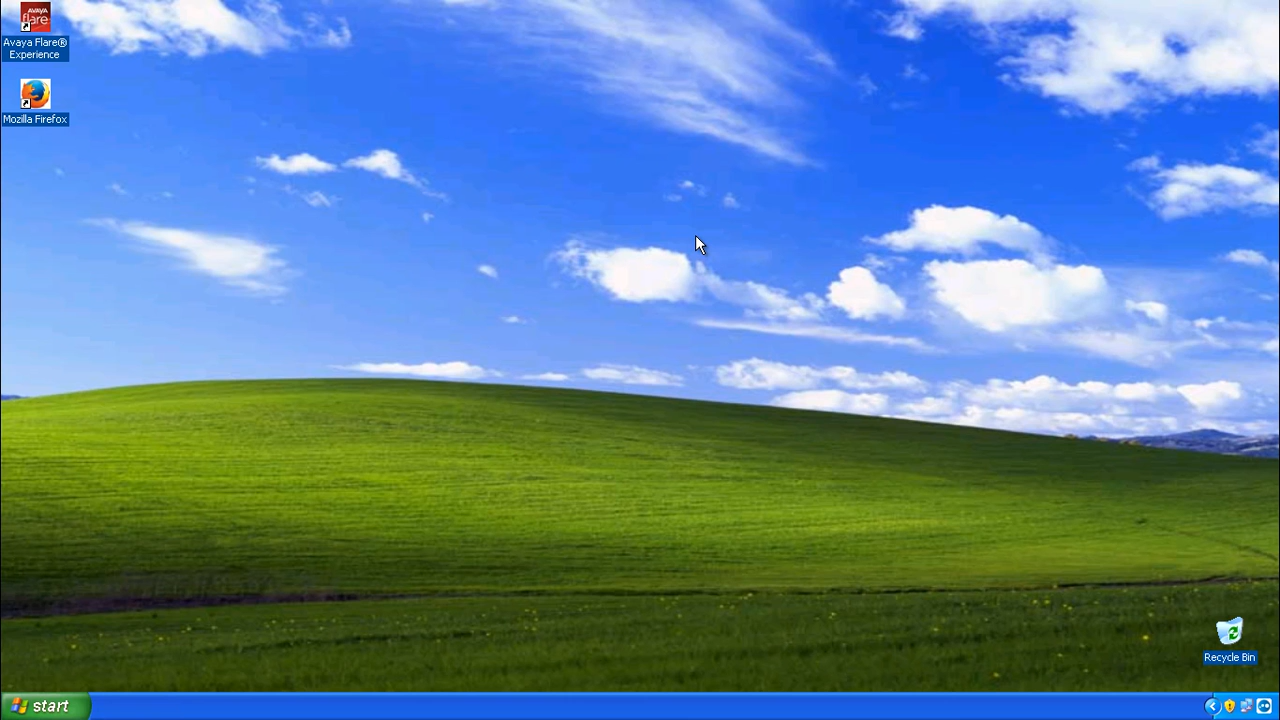 AVAYA
flare
Avaya Flare®
Experience
Mozilla Firefox
Recycle Bin
start